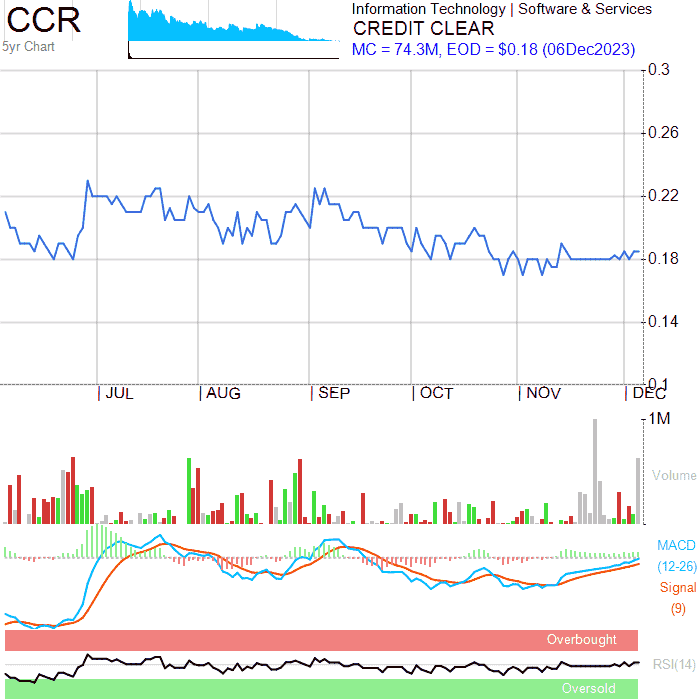 CCR
5yr Chart
Information Technology | Software & Services
CREDIT CLEAR
MC = 74.3M, EOD = $0.18 (06Dec2023)
0.3
0.26
0.22
0.18
0.14
0.1
| JUL | AUG | SEP | OCT | NOV | DEC
1M
Volume
MACD
(12-26)
Signal
(9)
Overbought
RSI(14)
Oversold